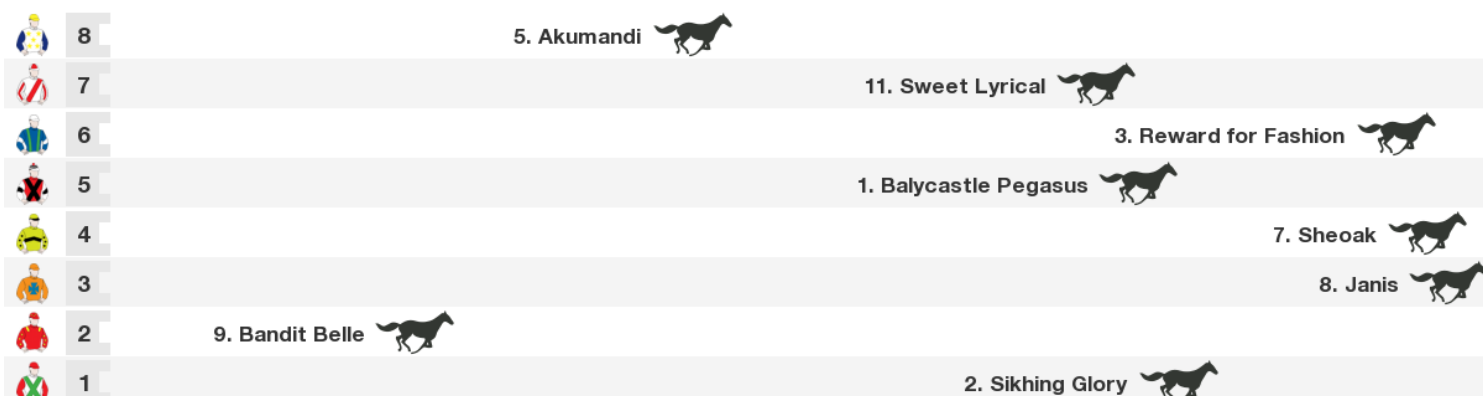 8 5. Akumandi
7 11. Sweet Lyrical
6 3. Reward for Fashion
5 1. Balycastle Pegasus
4 7. Sheoak
3 8. Janis
2 9. Bandit Belle
1 2. Sikhing Glory